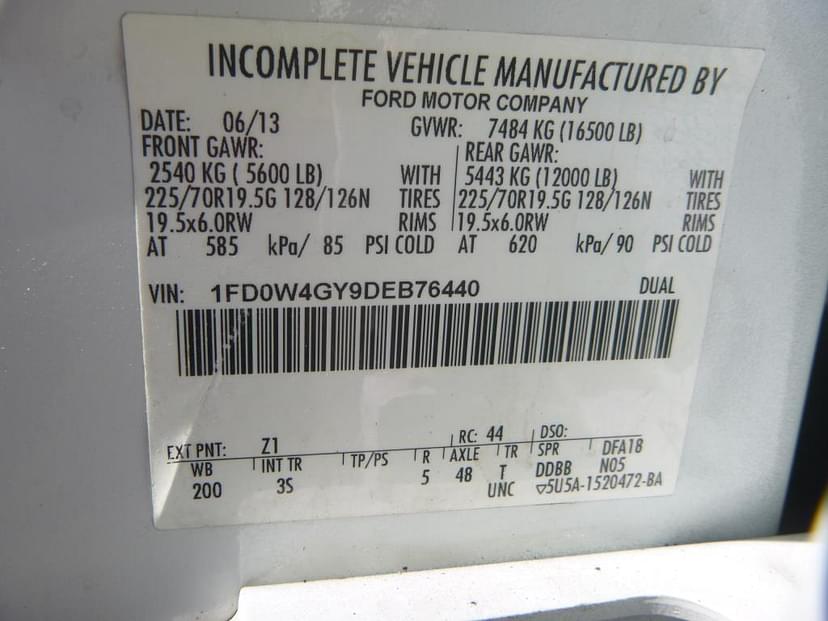 INCOMPLETE VEHICLE MANUFACTURED BY
FORD MOTOR COMPANY
DATE: 06/13 GVWR: 7484 KG (16500 LB)
FRONT GAWR: REAR GAWR:
2540 KG ( 5600 LB) WITH 5443 KG (12000 LB) WITH
225/70R19.5G 128/126N TIRES 225/70R19.5G 128/126N TIRES
19.5x6.0RW RIMS 19.5x6.0RW RIMS
AT 585 kPa/ 85 PSI COLD AT 620 kPa/90 PSI COLD
VIN: 1FD0W4GY9DEB76440 DUAL
EXT PNT: Z1 RC: 44 DSO:
WB INT TR TP/PS R AXLE TR SPR DFA18
200 3S 5 48 T DDBB N05
UNC ▽5U5A-1520472-BA